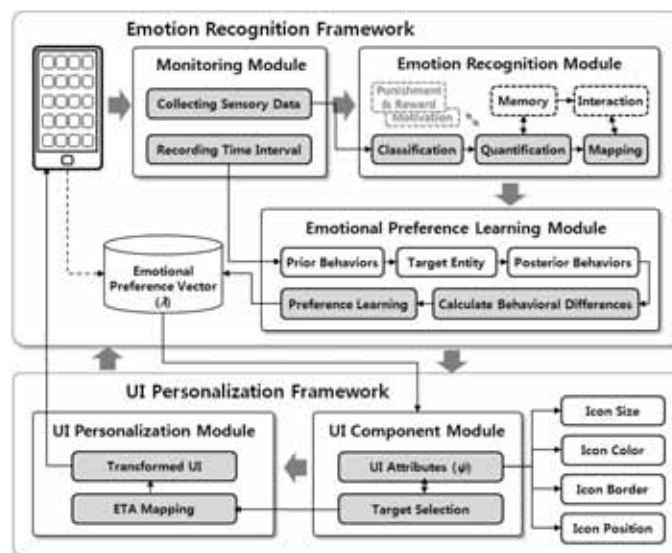 Emotion Recognition Framework
Monitoring Module
Collecting Sensory Data
Recording Time Interval
Emotion Recognition Module
Punishment
& Reward
Motivation
Memory
Interaction
Classification
Quantification
Mapping
Emotional Preference Learning Module
Prior Behaviors
Target Entity
Posterior Behaviors
Preference Learning
Calculate Behavioral Differences
Emotional
Preference Vector
(λ)
UI Personalization Framework
UI Personalization Module
Transformed UI
ETA Mapping
UI Component Module
UI Attributes (ψ)
Target Selection
Icon Size
Icon Color
Icon Border
Icon Position